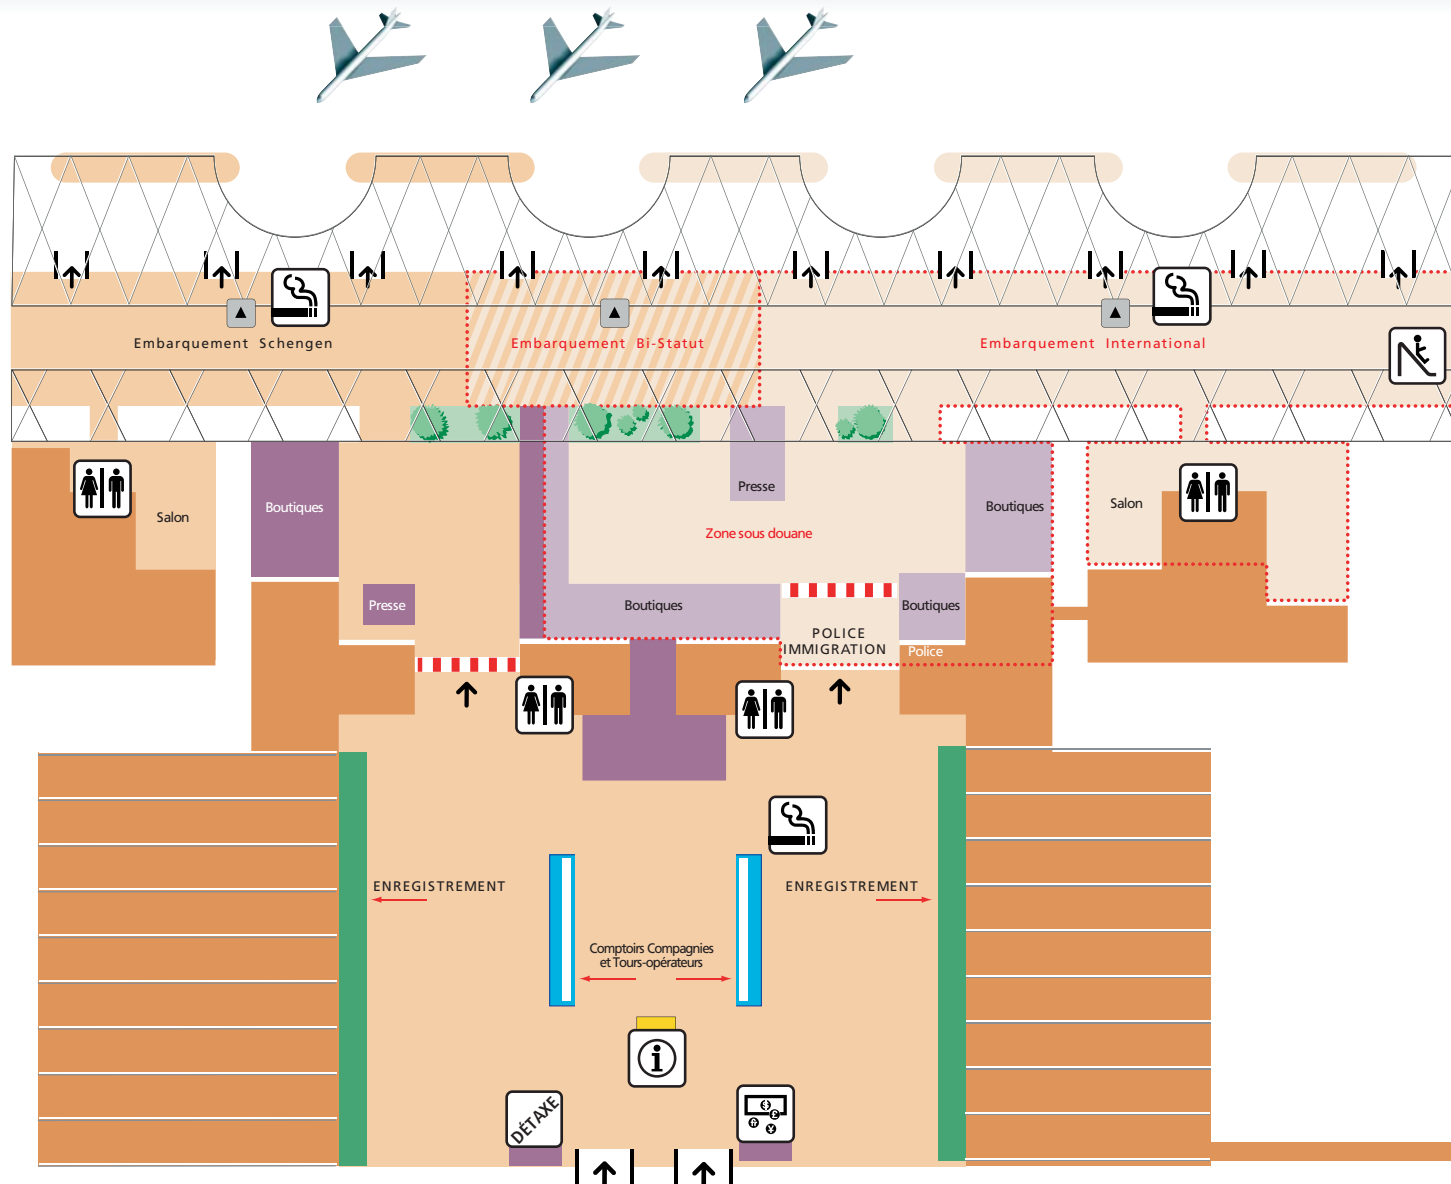 Embarquement Schengen
Embarquement Bi-Statut
Embarquement International
Salon
Boutiques
Presse
Boutiques
Salon
Zone sous douane
Presse
Boutiques
Boutiques
POLICE
IMMIGRATION
Police
ENREGISTREMENT
ENREGISTREMENT
Comptoirs Compagnies
et Tours-opérateurs
i
DÉTAXE